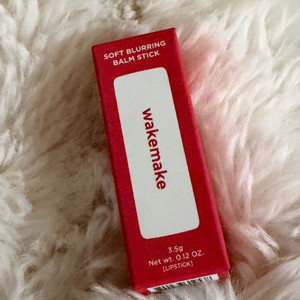 SOFT BLURRING
BALM STICK
wakemake
3.5g
Net wt. 0.12 OZ.
[LIPSTICK]